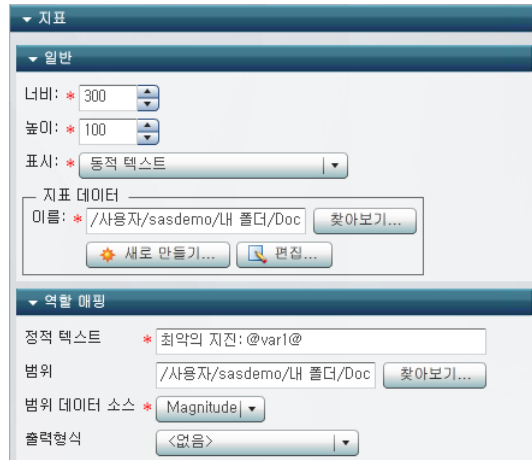 지표
일반
너비: * 300
높이: * 100
표시: * 동적 텍스트
지표 데이터
이름: * /사용자/sasdemo/내 폴더/Doc 찾아보기...
새로 만들기... 편집...
역할 매핑
정적 텍스트 * 최악의 지진: @var1@
범위 /사용자/sasdemo/내 폴더/Doc 찾아보기...
범위 데이터 소스 * Magnitude
출력형식 <없음>